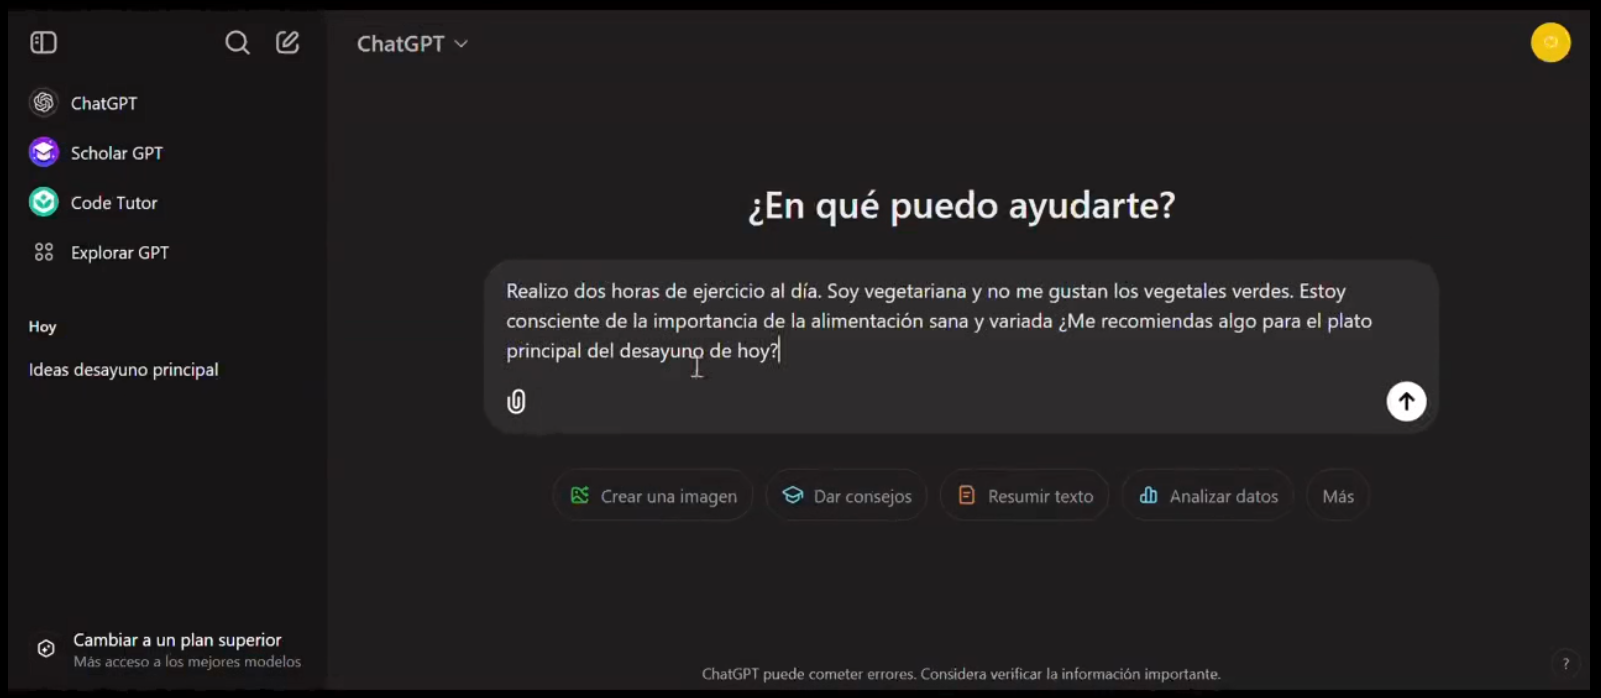 ChatGPT
Scholar GPT
Code Tutor
Explorar GPT
Hoy
Ideas desayuno principal
Cambiar a un plan superior
Más acceso a los mejores modelos
ChatGPT
¿En qué puedo ayudarte?
Realizo dos horas de ejercicio al día. Soy vegetariana y no me gustan los vegetales verdes. Estoy
consciente de la importancia de la alimentación sana y variada ¿Me recomiendas algo para el plato
principal del desayuno de hoy?
Crear una imagen
Dar consejos
Resumir texto
Analizar datos
Más
ChatGPT puede cometer errores. Considera verificar la información importante.
?